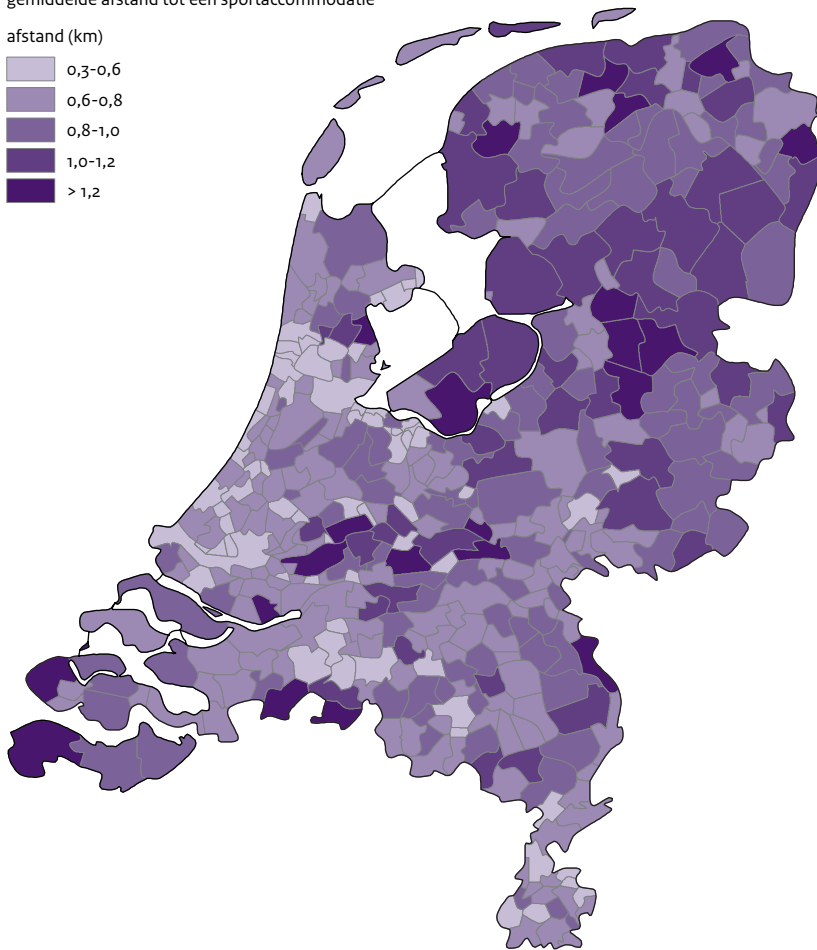 gemiddelde afstand tot een sportaccommodatie
afstand (km)
0,3-0,6
0,6-0,8
0,8-1,0
1,0-1,2
> 1,2